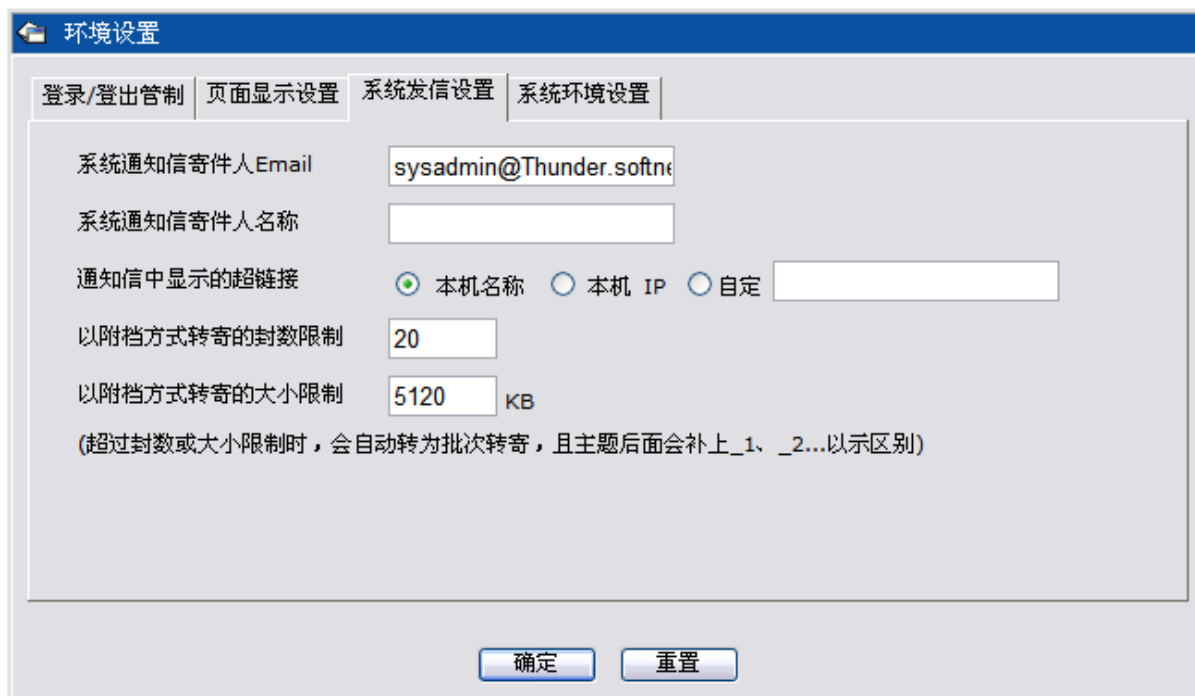 环境设置
登录/登出管制 页面显示设置 系统发信设置 系统环境设置
系统通知信寄件人Email sysadmin@Thunder.softne
系统通知信寄件人名称
通知信中显示的超链接 本机名称 本机 IP 自定
以附档方式转寄的封数限制 20
以附档方式转寄的大小限制 5120 KB
(超过封数或大小限制时，会自动转为批次转寄，且主题后面会补上_1、_2...以示区别)
确定 重置